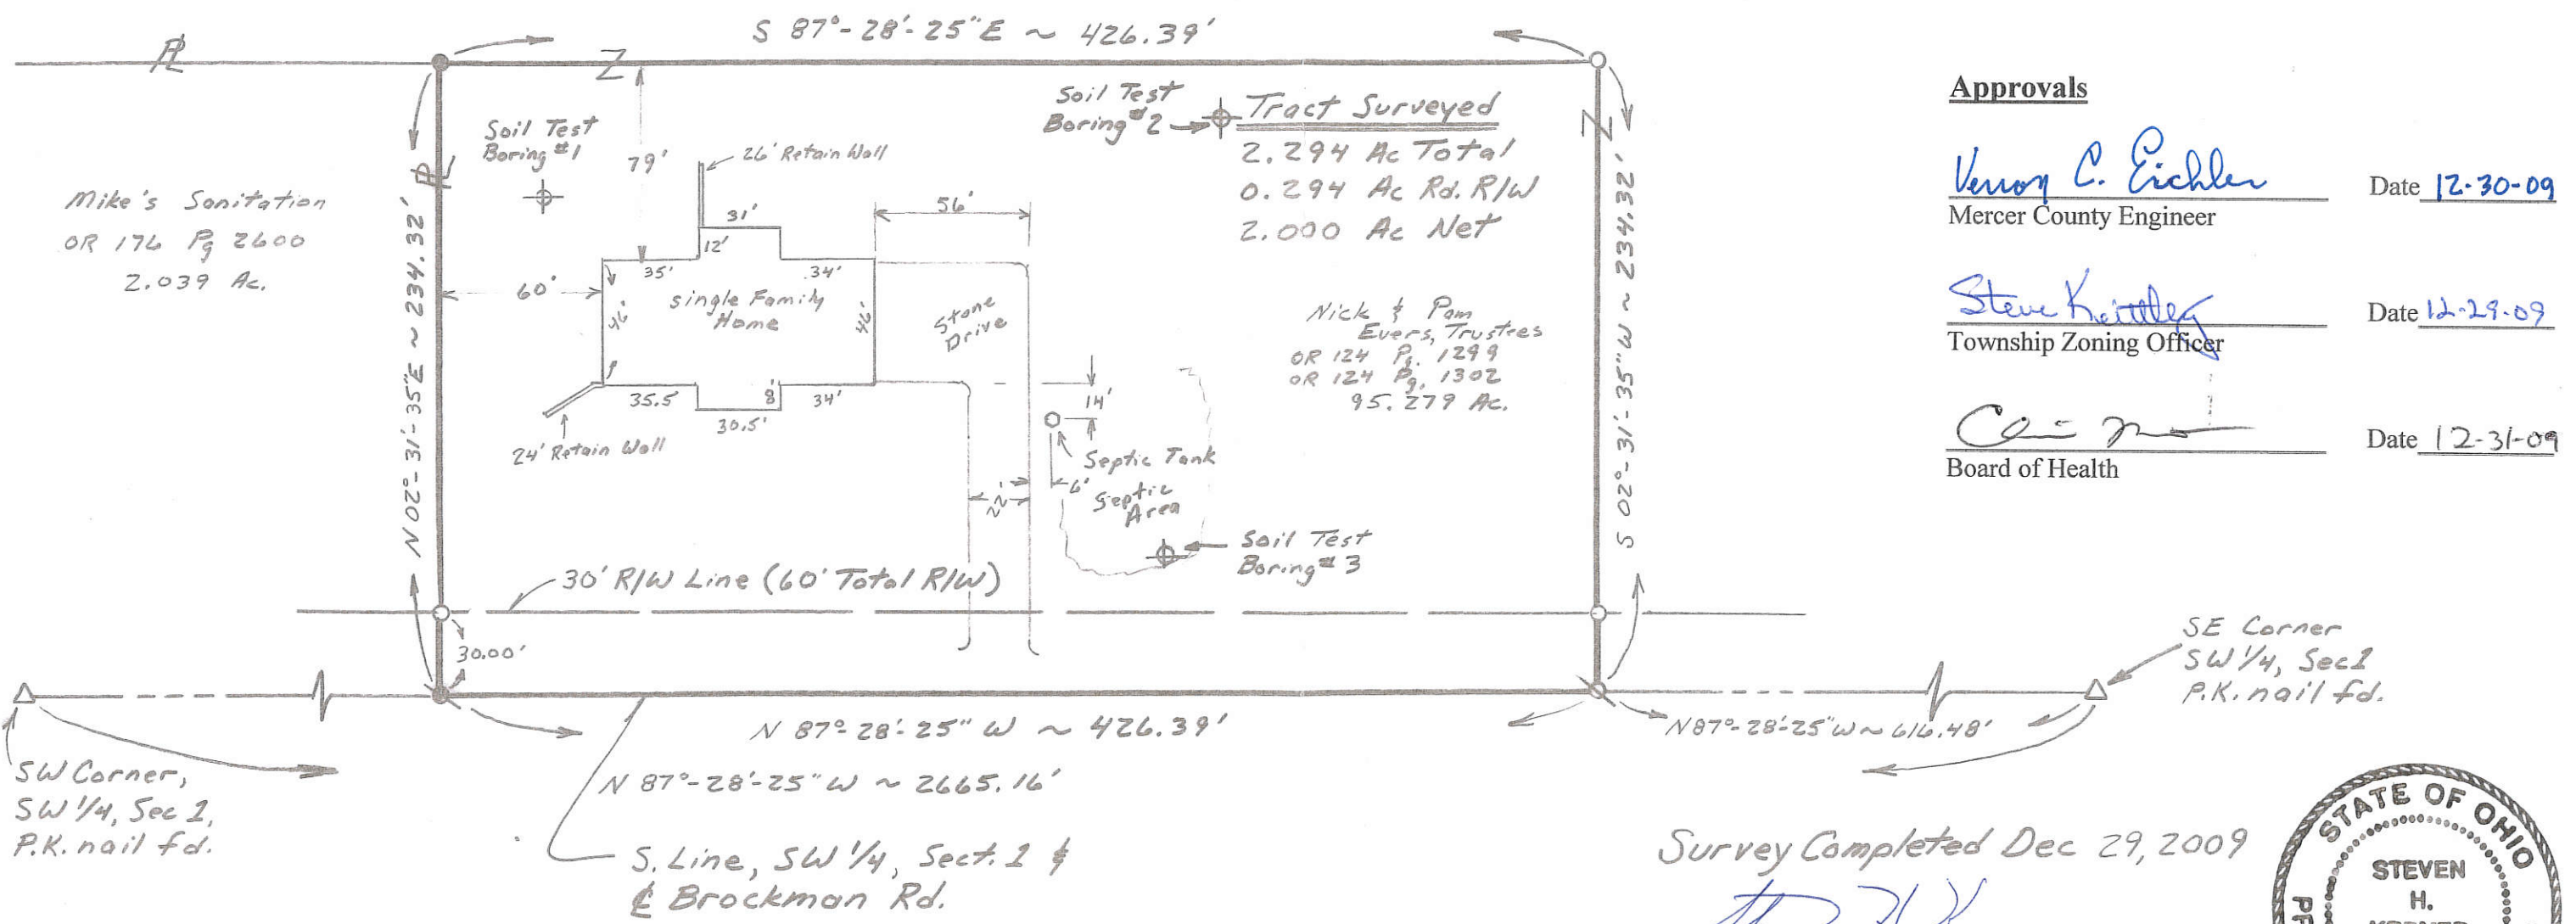 S 87°-28'-25"E ~ 426.39'
PL
Z
Soil Test
Boring #1
79'
26' Retain Wall
Soil Test
Boring #2
Tract Surveyed
2.294 Ac Total
0.294 Ac Rd. R/W
2.000 Ac Net
PL
Z
Mike's Sanitation
OR 176 Pg 2600
2.039 Ac.
N 02°-31'-35"E ~ 234.32'
S 02°-31'-35"W ~ 234.32'
31'
12'
56'
35'
34'
60'
46'
single Family
Home
46'
Stone
Drive
Nick & Pam
Evers, Trustees
OR 124 Pg. 1299
OR 124 Pg. 1302
95.279 Ac.
35.5'
8'
34'
30.5'
14'
24' Retain Wall
Septic Tank
6'
Septic
Area
22'
Soil Test
Boring #3
30' R/W Line (60' Total R/W)
30.00'
SE Corner
SW 1/4, Sec 1
P.K. nail fd.
N 87°-28'-25" W ~ 426.39'
N87°-28'-25"W ~ 616.48'
SW Corner,
SW 1/4, Sec 1,
P.K. nail fd.
N 87°-28'-25" W ~ 2665.16'
S. Line, SW 1/4, Sect. 1 &
℄ Brockman Rd.
Approvals
Vernon C. Eichler
Date 12-30-09
Mercer County Engineer
Steve
Date 12-29-09
Township Zoning Officer
Date 12-31-09
Board of Health
Survey Completed Dec 29, 2009
STATE OF OHIO
STEVEN
H.